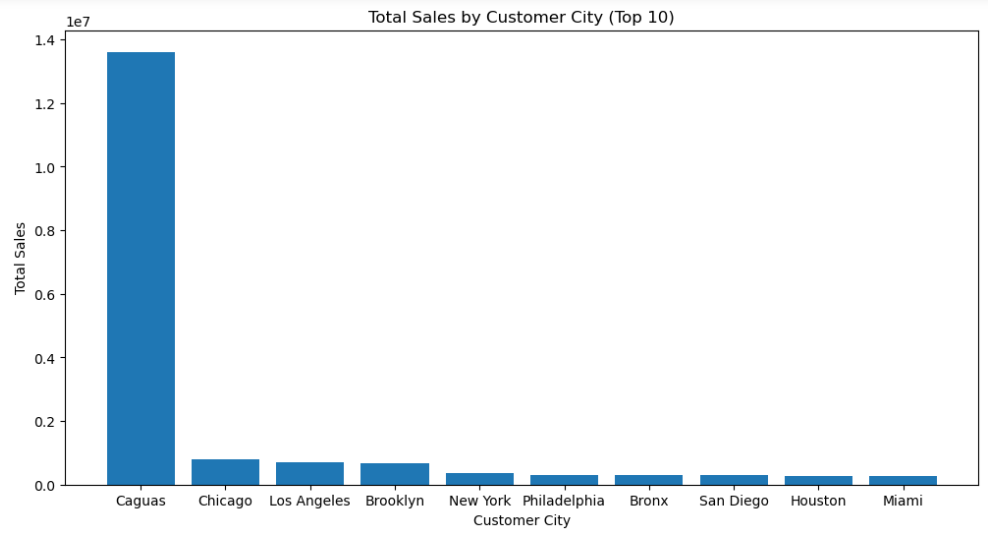 Total Sales by Customer City (Top 10)
1e7
1.4
1.2
1.0
0.8
0.6
0.4
0.2
0.0
Total Sales
Caguas Chicago Los Angeles Brooklyn New York Philadelphia Bronx San Diego Houston Miami
Customer City